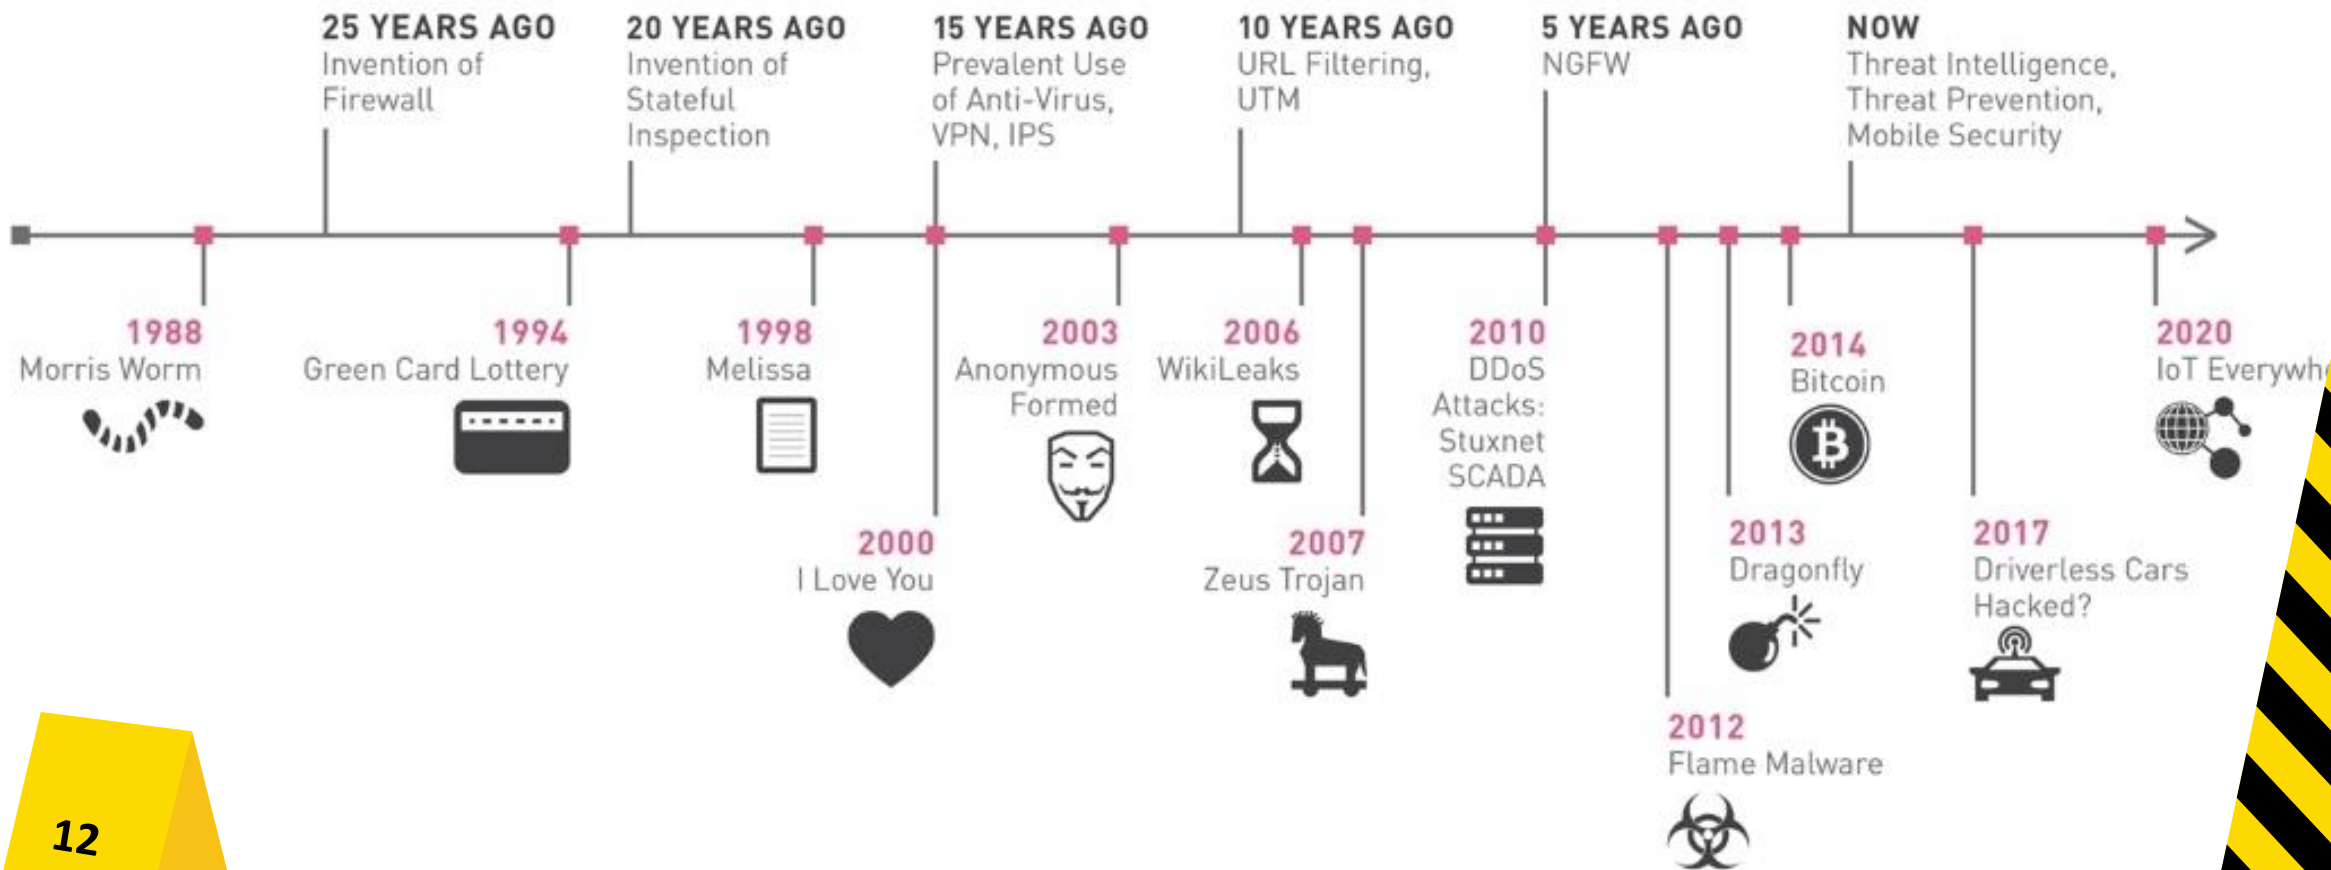 25 YEARS AGO
Invention of
Firewall
20 YEARS AGO
Invention of
Stateful
Inspection
15 YEARS AGO
Prevalent Use
of Anti-Virus,
VPN, IPS
10 YEARS AGO
URL Filtering,
UTM
5 YEARS AGO
NGFW
NOW
Threat Intelligence,
Threat Prevention,
Mobile Security
1988
Morris Worm
1994
Green Card Lottery
1998
Melissa
2000
I Love You
2003
Anonymous
Formed
2006
WikiLeaks
2007
Zeus Trojan
2010
DDoS
Attacks:
Stuxnet
SCADA
2012
Flame Malware
2013
Dragonfly
2014
Bitcoin
2017
Driverless Cars
Hacked?
2020
IoT
12